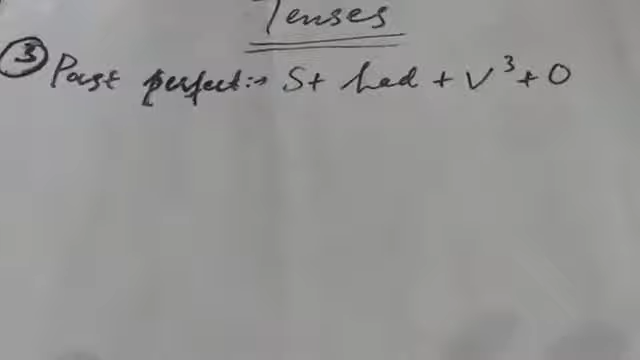 Tenses
③ Past perfect:→ S + had + V³ + O